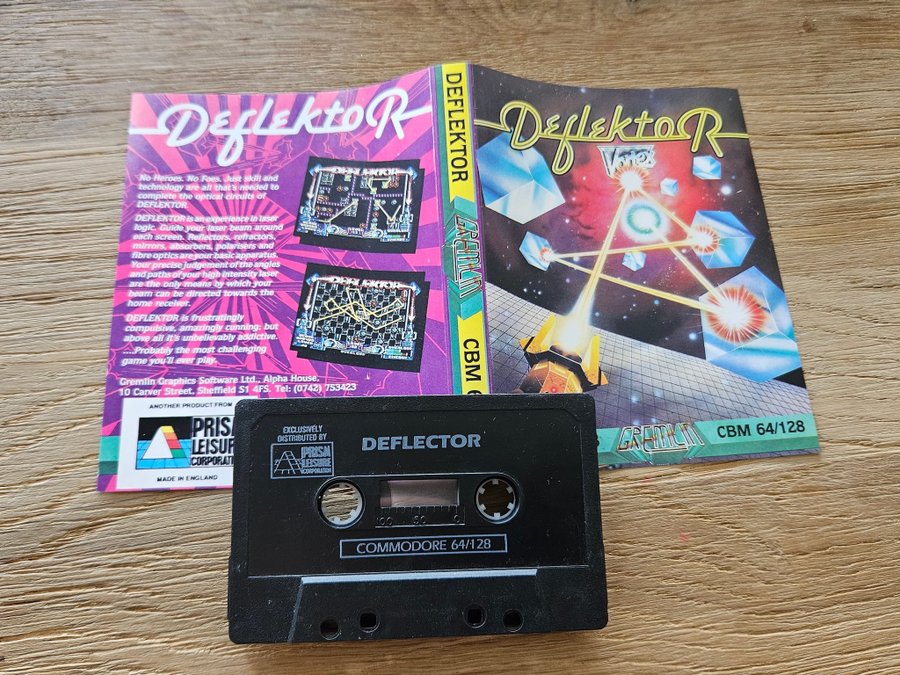 DeflektoR
No Heroes. No Foes. Just skill and
technology are all that's needed to
complete the optical circuits of
DEFLEKTOR
DEFLEKTOR is an experience in laser
logic. Guide your laser beam around
each screen. Reflectors, refractors,
mirrors, absorbers, polarisers and
fibre optics are your basic apparatus.
Your precise judgement of the angles
and paths of your high intensity laser
are the only means by which your
beam can be directed towards the
home receiver.
DEFLEKTOR is frustratingly
compulsive, amazingly cunning; but
above all it's unbelievably addictive.
....Probably the most challenging
game you'll ever play.
Gremlin Graphics Software Ltd., Alpha House,
10 Carver Street, Sheffield S1 4FS. Tel: (0742) 753423
ANOTHER PRODUCT FROM
PRISM
LEISURE
CORPORATION
MADE IN ENGLAND
DEFLEKTOR
DEFLEKTOR
DEFLEKTOR
GREMLIN
CBM 6
DeflektoR
Vortex
GREMLIN
CBM 64/128
EXCLUSIVELY
DISTRIBUTED BY
PRISM
LEISURE
CORPORATION
DEFLECTOR
100 50 0
COMMODORE 64/128